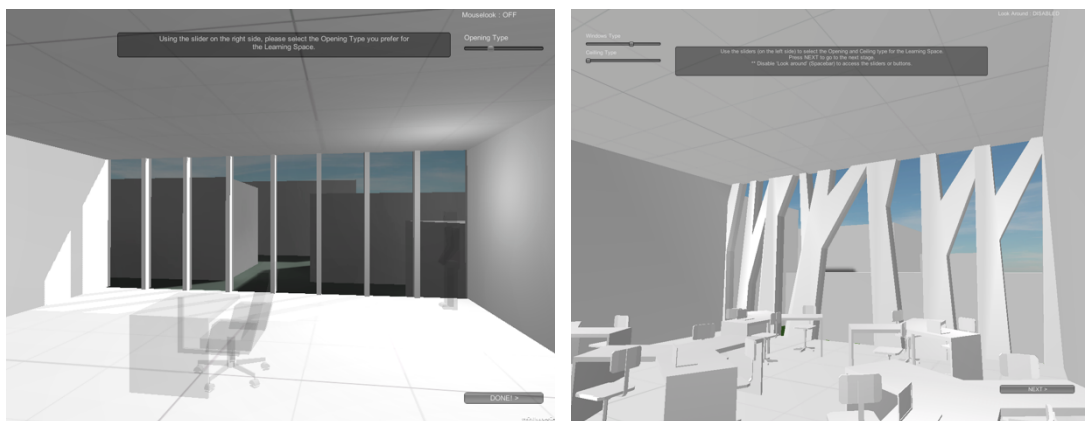 Mouselook : OFF
Using the slider on the right side, please select the Opening Type you prefer for
the Learning Space.
Opening Type
DONE! >
Look Around : DISABLED
Windows Type
Ceiling Type
Use the sliders (on the left side) to select the Opening and Ceiling type for the Learning Space.
Press NEXT to go to the next stage.
** Disable 'Look around' (Spacebar) to access the sliders or buttons.
NEXT >